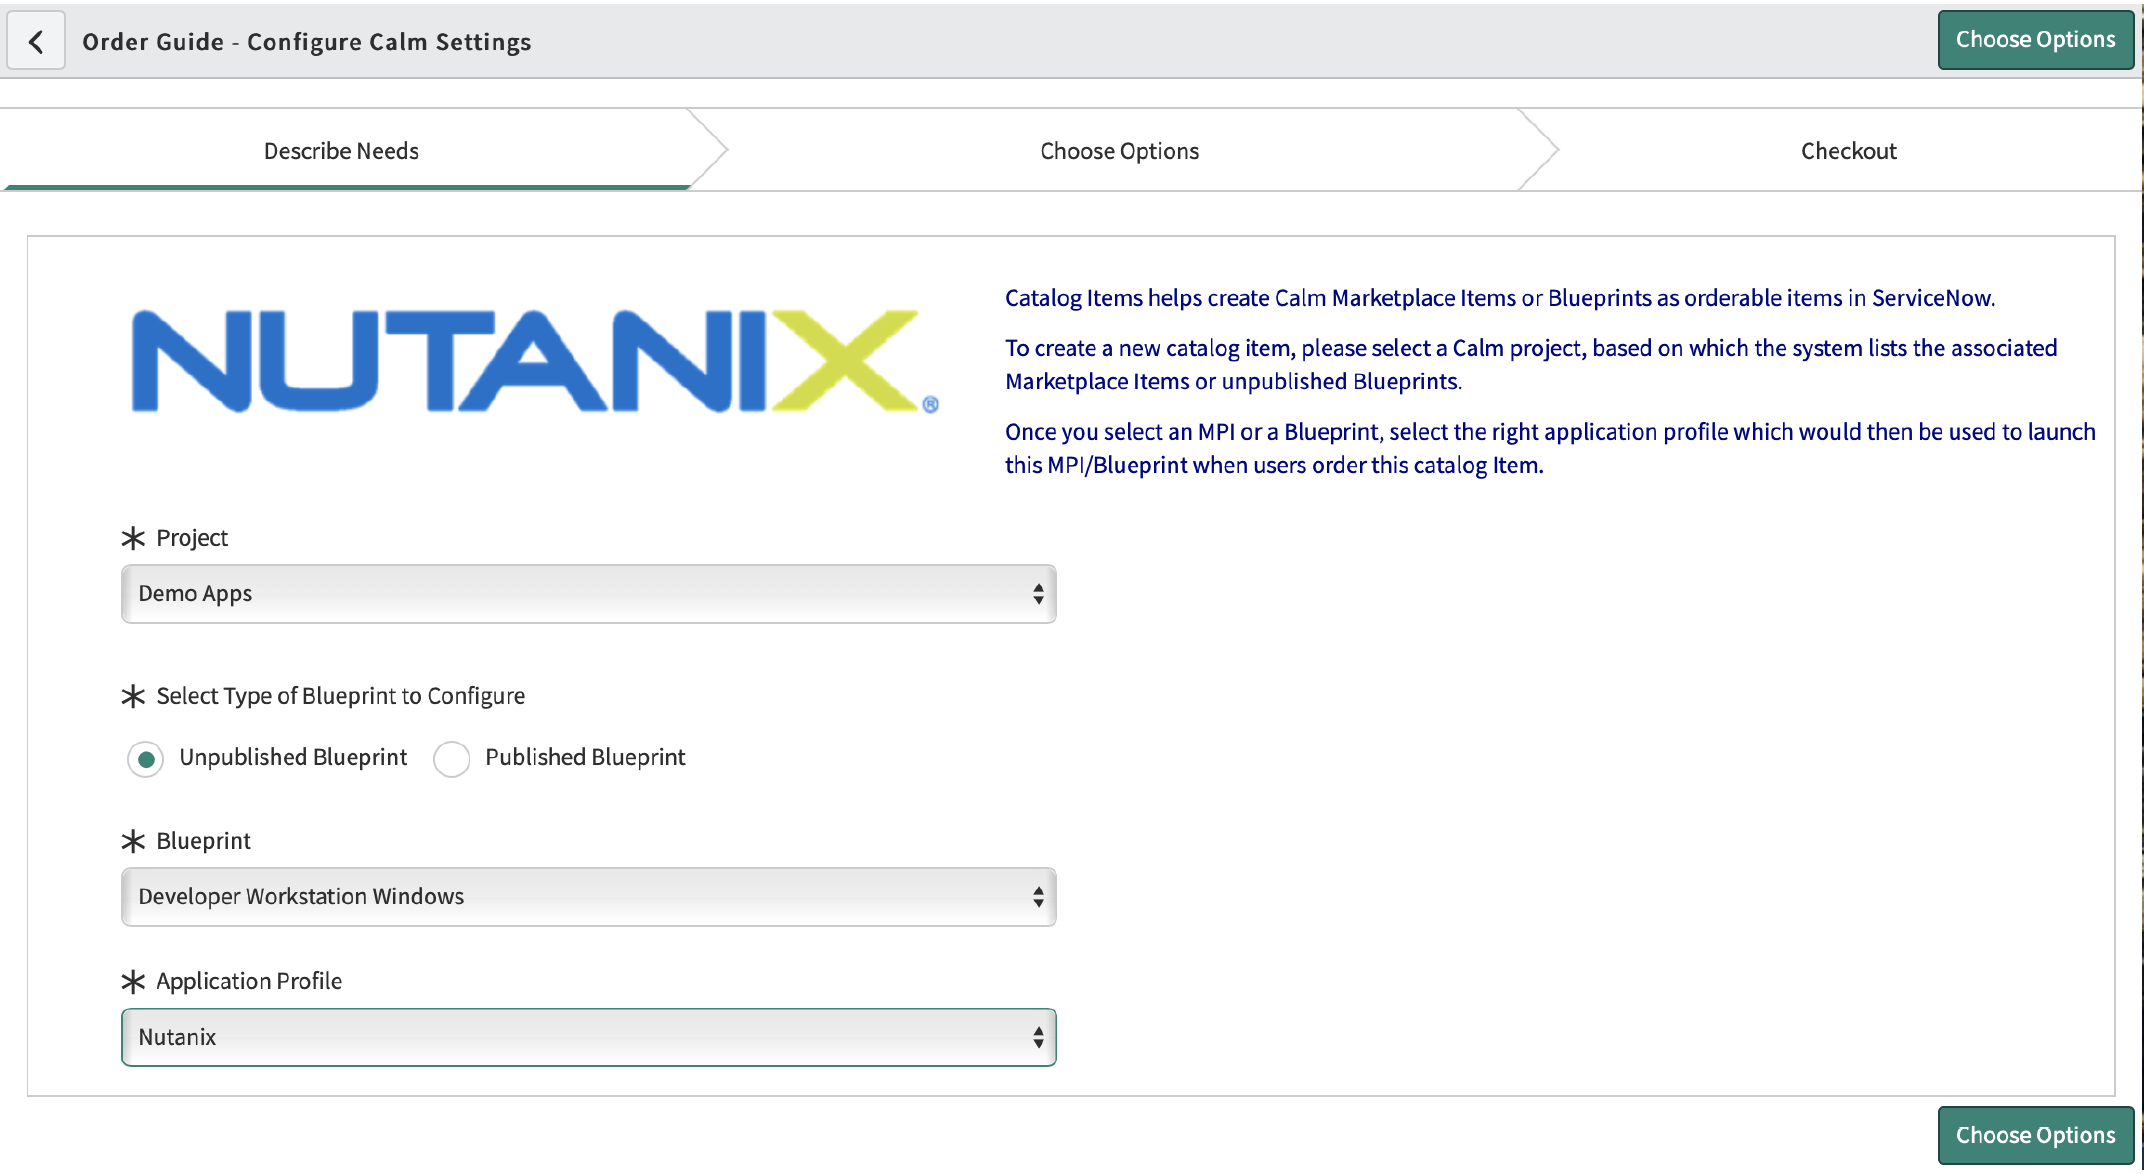 Order Guide - Configure Calm Settings
Choose Options
Describe Needs
Choose Options
Checkout
NUTANIX®
Catalog Items helps create Calm Marketplace Items or Blueprints as orderable items in ServiceNow.
To create a new catalog item, please select a Calm project, based on which the system lists the associated
Marketplace Items or unpublished Blueprints.
Once you select an MPI or a Blueprint, select the right application profile which would then be used to launch
this MPI/Blueprint when users order this catalog Item.
* Project
Demo Apps
* Select Type of Blueprint to Configure
Unpublished Blueprint
Published Blueprint
* Blueprint
Developer Workstation Windows
* Application Profile
Nutanix
Choose Options